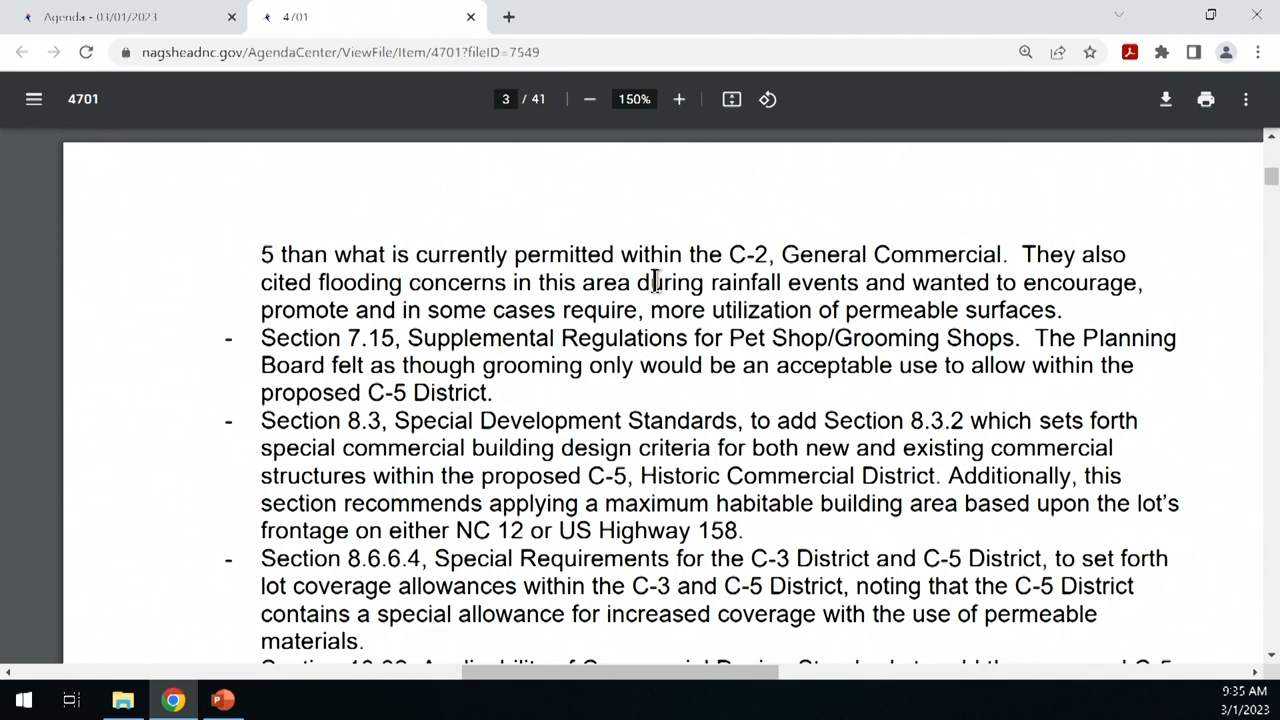 Agenda - 03/01/2023
4701
nagsheadnc.gov/AgendaCenter/ViewFile/Item/4701?fileID=7549
4701
3 / 41
150%
5 than what is currently permitted within the C-2, General Commercial. They also
cited flooding concerns in this area during rainfall events and wanted to encourage,
promote and in some cases require, more utilization of permeable surfaces.
- Section 7.15, Supplemental Regulations for Pet Shop/Grooming Shops. The Planning
Board felt as though grooming only would be an acceptable use to allow within the
proposed C-5 District.
- Section 8.3, Special Development Standards, to add Section 8.3.2 which sets forth
special commercial building design criteria for both new and existing commercial
structures within the proposed C-5, Historic Commercial District. Additionally, this
section recommends applying a maximum habitable building area based upon the lot's
frontage on either NC 12 or US Highway 158.
- Section 8.6.6.4, Special Requirements for the C-3 District and C-5 District, to set forth
lot coverage allowances within the C-3 and C-5 District, noting that the C-5 District
contains a special allowance for increased coverage with the use of permeable
materials.
9:35 AM
3/1/2023